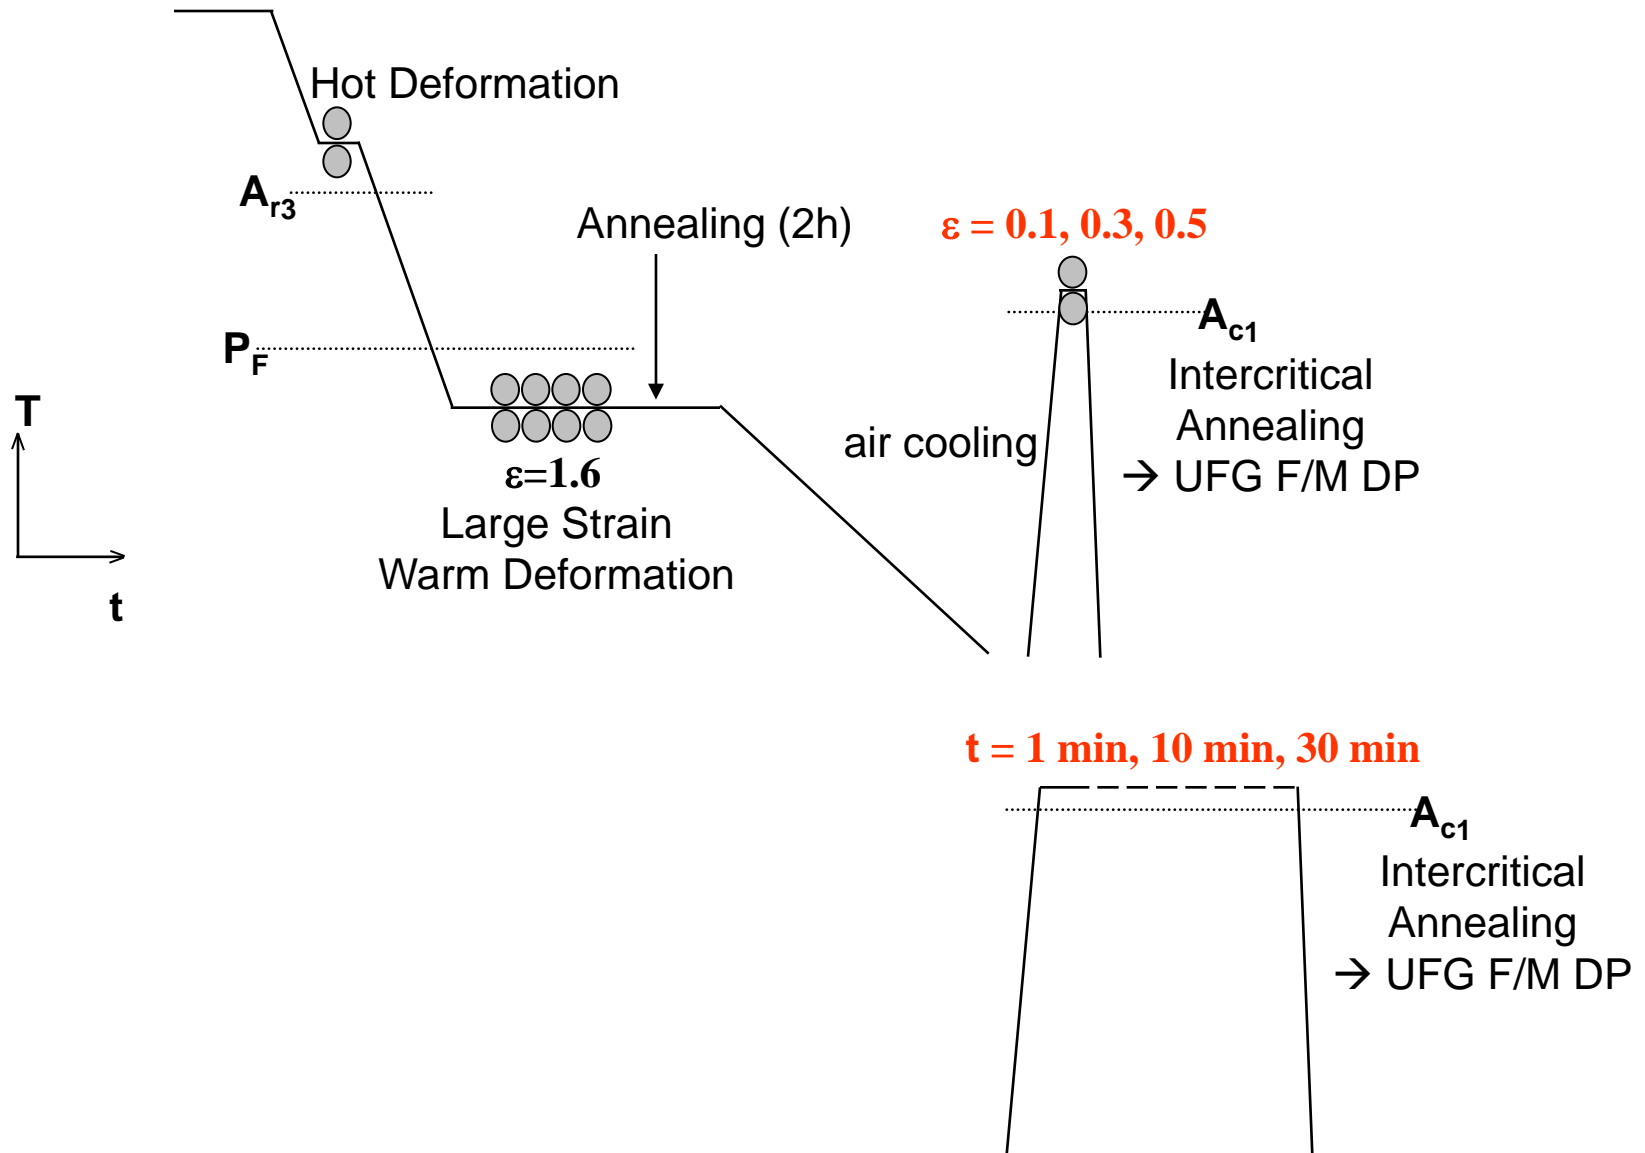 Hot Deformation
Ar3
Annealing (2h)
ε = 0.1, 0.3, 0.5
Ac1
PF
Intercritical
Annealing
→ UFG F/M DP
T
air cooling
ε=1.6
Large Strain
Warm Deformation
t
t = 1 min, 10 min, 30 min
Ac1
Intercritical
Annealing
→ UFG F/M DP